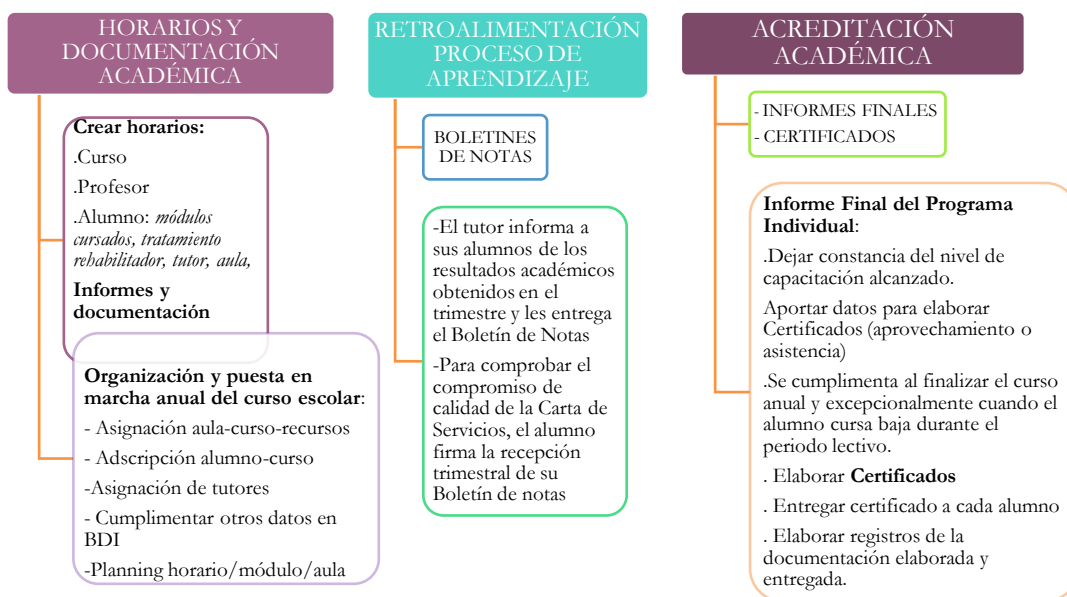 HORARIOS Y
DOCUMENTACIÓN
ACADÉMICA
Crear horarios:
.Curso
.Profesor
.Alumno: módulos
cursados, tratamiento
rehabilitador, tutor, aula,
Informes y
documentación
Organización y puesta en
marcha anual del curso escolar:
- Asignación aula-curso-recursos
- Adscripción alumno-curso
-Asignación de tutores
- Cumplimentar otros datos en
BDI
-Planning horario/módulo/aula
RETROALIMENTACIÓN
PROCESO DE
APRENDIZAJE
BOLETINES
DE NOTAS
-El tutor informa a
sus alumnos de los
resultados académicos
obtenidos en el
trimestre y les entrega
el Boletín de Notas
-Para comprobar el
compromiso de
calidad de la Carta de
Servicios, el alumno
firma la recepción
trimestral de su
Boletín de notas
ACREDITACIÓN
ACADÉMICA
- INFORMES FINALES
- CERTIFICADOS
Informe Final del Programa
Individual:
.Dejar constancia del nivel de
capacitación alcanzado.
Aportar datos para elaborar
Certificados (aprovechamiento o
asistencia)
.Se cumplimenta al finalizar el curso
anual y excepcionalmente cuando el
alumno cursa baja durante el
periodo lectivo.
. Elaborar Certificados
. Entregar certificado a cada alumno
. Elaborar registros de la
documentación elaborada y
entregada.